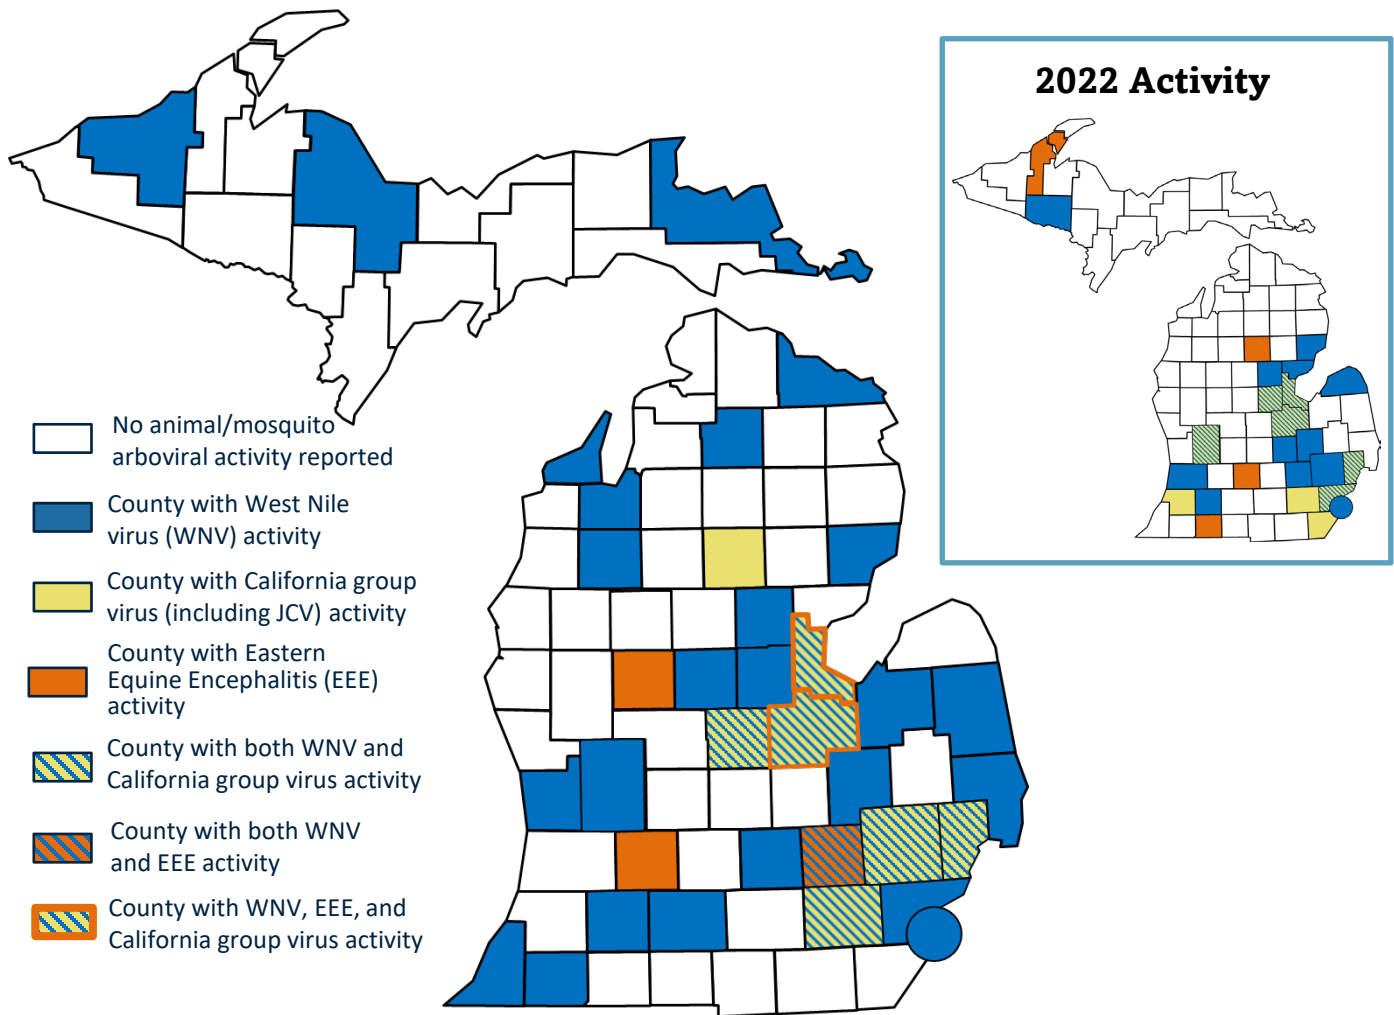 2022 Activity
No animal/mosquito
arboviral activity reported
County with West Nile
virus (WNV) activity
County with California group
virus (including JCV) activity
County with Eastern
Equine Encephalitis (EEE)
activity
County with both WNV and
California group virus activity
County with both WNV
and EEE activity
County with WNV, EEE, and
California group virus activity